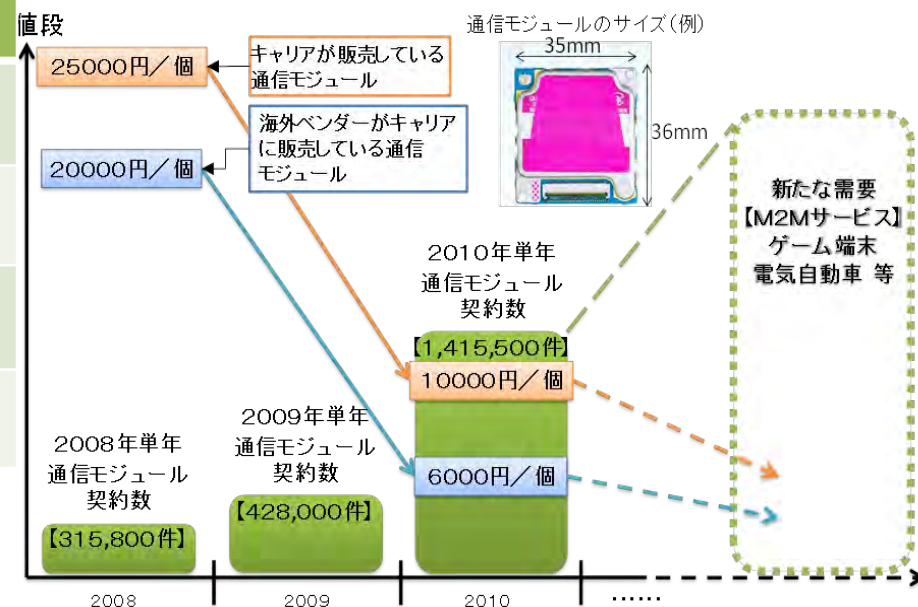 値段
通信モジュールのサイズ(例)
35mm
36mm
25000円/個
キャリアが販売している
通信モジュール
20000円/個
海外ベンダーがキャリア
に販売している通信
モジュール
新たな需要
【M2Mサービス】
ゲーム端末
電気自動車 等
2010年単年
通信モジュール
契約数
【1,415,500件】
10000円/個
6000円/個
2009年単年
通信モジュール
契約数
【428,000件】
2008年単年
通信モジュール
契約数
【315,800件】
2008
2009
2010
……